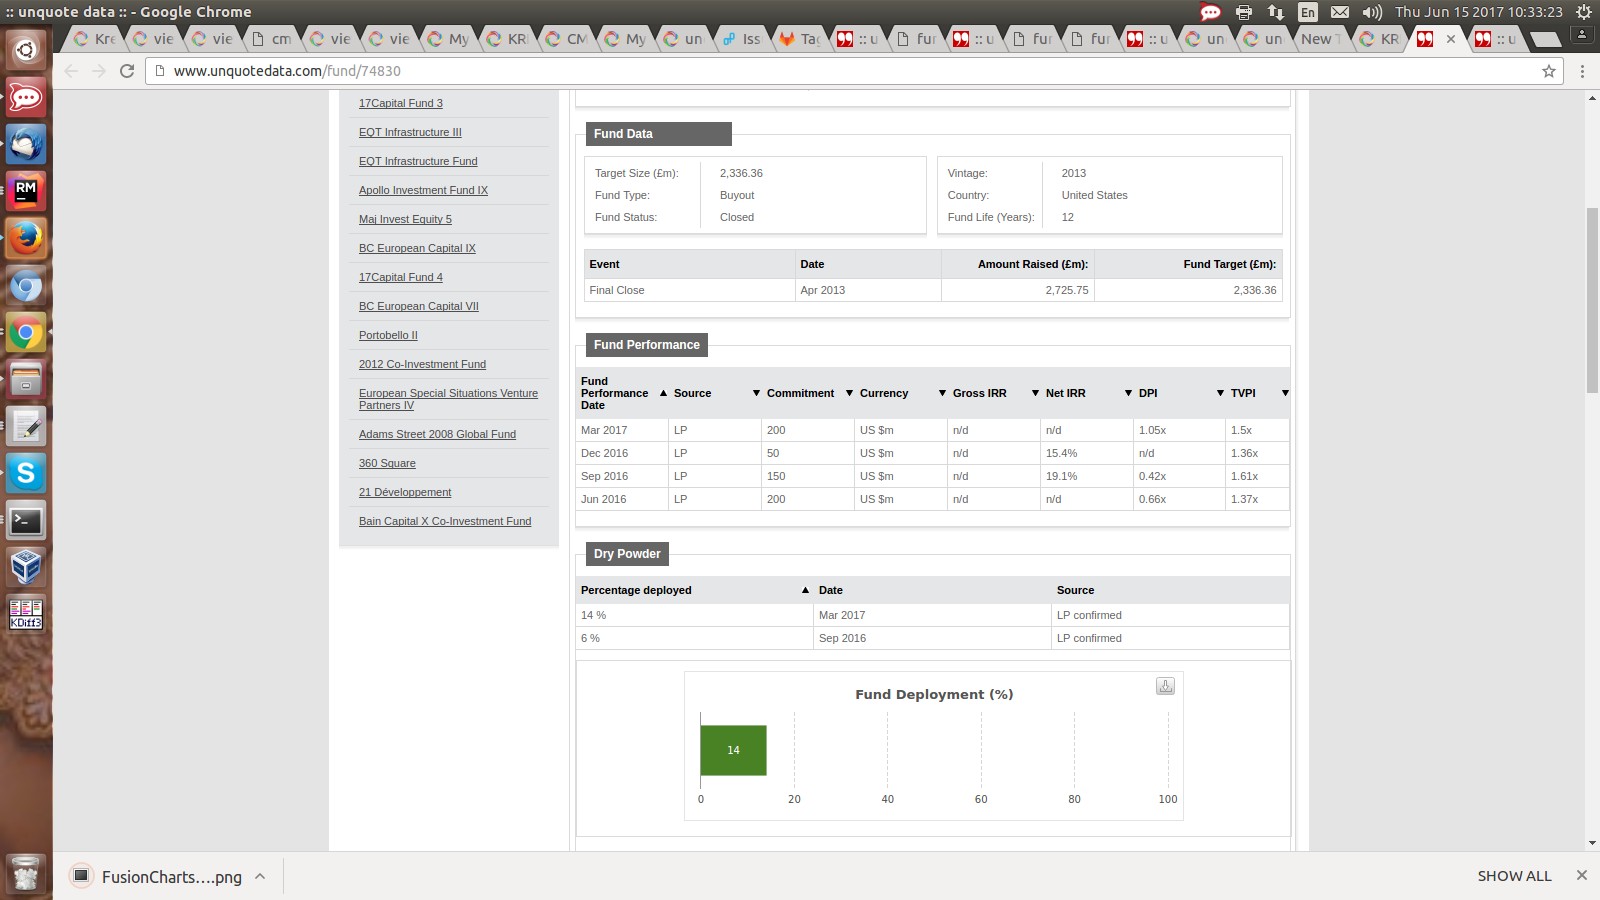 :: unquote data :: - Google Chrome
En
Thu Jun 15 2017 10:33:23
Kre
vie
vie
cm
vie
vie
My
KRI
CM
My
un
Iss
Tag
:: u
fur
:: u
fur
fur
:: u
un
un
New T
KR
:: u
www.unquotedata.com/fund/74830
17Capital Fund 3
EQT Infrastructure III
EQT Infrastructure Fund
Apollo Investment Fund IX
Maj Invest Equity 5
BC European Capital IX
17Capital Fund 4
BC European Capital VII
Portobello II
2012 Co-Investment Fund
European Special Situations Venture
Partners IV
Adams Street 2008 Global Fund
360 Square
21 Développement
Bain Capital X Co-Investment Fund
Fund Data
Target Size (£m): 2,336.36
Fund Type: Buyout
Fund Status: Closed
Vintage: 2013
Country: United States
Fund Life (Years): 12
Event Date Amount Raised (£m): Fund Target (£m):
Final Close Apr 2013 2,725.75 2,336.36
Fund Performance
Fund Performance Date Source Commitment Currency Gross IRR Net IRR DPI TVPI
Mar 2017 LP 200 US $m n/d n/d 1.05x 1.5x
Dec 2016 LP 50 US $m n/d 15.4% n/d 1.36x
Sep 2016 LP 150 US $m n/d 19.1% 0.42x 1.61x
Jun 2016 LP 200 US $m n/d n/d 0.66x 1.37x
Dry Powder
Percentage deployed Date Source
14 % Mar 2017 LP confirmed
6 % Sep 2016 LP confirmed
Fund Deployment (%)
14
0 20 40 60 80 100
RM
KDiff3
FusionCharts....png
SHOW ALL